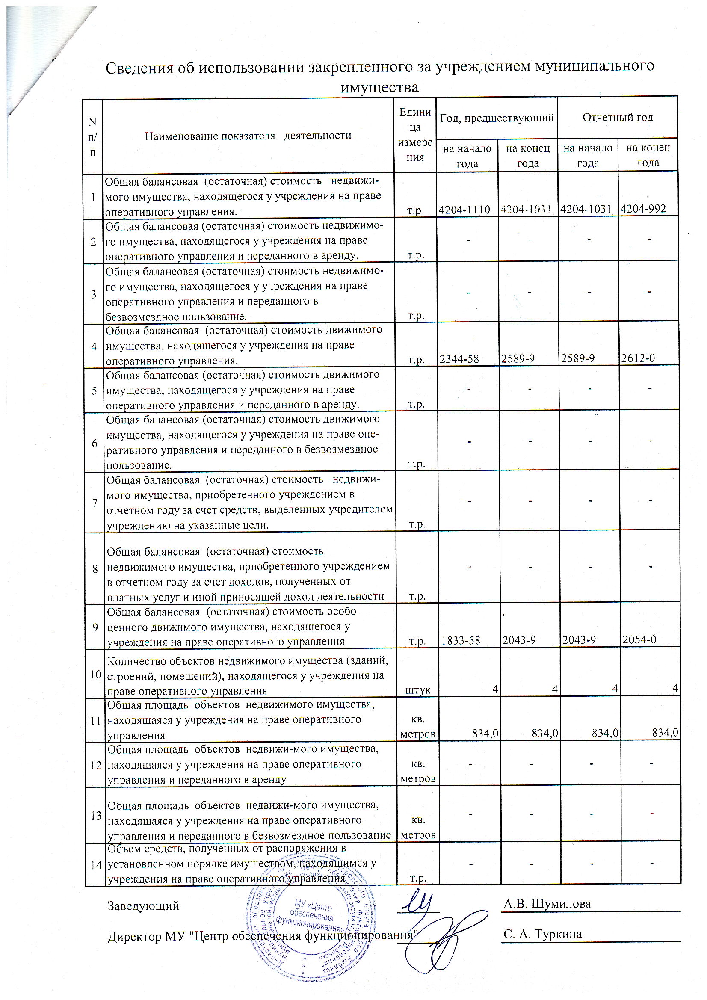 Сведения об использовании закрепленного за учреждением муниципального
имущества
N
п/
п
Наименование показателя деятельности
Едини
ца
измере
ния
Год, предшествующий
Отчетный год
на начало
года
на конец
года
на начало
года
на конец
года
1
Общая балансовая (остаточная) стоимость недвижи-
мого имущества, находящегося у учреждения на праве
оперативного управления.
т.р.
4204-1110 4204-1031 4204-1031 4204-992
2
Общая балансовая (остаточная) стоимость недвижимо-
го имущества, находящегося у учреждения на праве
оперативного управления и переданного в аренду.
т.р.
- - - -
3
Общая балансовая (остаточная) стоимость недвижимо-
го имущества, находящегося у учреждения на праве
оперативного управления и переданного в
безвозмездное пользование.
т.р.
- - - -
4
Общая балансовая (остаточная) стоимость движимого
имущества, находящегося у учреждения на праве
оперативного управления.
т.р.
2344-58 2589-9 2589-9 2612-0
5
Общая балансовая (остаточная) стоимость движимого
имущества, находящегося у учреждения на праве
оперативного управления и переданного в аренду.
т.р.
- - - -
6
Общая балансовая (остаточная) стоимость движимого
имущества, находящегося у учреждения на праве опе-
ративного управления и переданного в безвозмездное
пользование.
т.р.
- - - -
7
Общая балансовая (остаточная) стоимость недвижи-
мого имущества, приобретенного учреждением в
отчетном году за счет средств, выделенных учредителем
учреждению на указанные цели.
т.р.
- - - -
8
Общая балансовая (остаточная) стоимость
недвижимого имущества, приобретенного учреждением
в отчетном году за счет доходов, полученных от
платных услуг и иной приносящей доход деятельности
т.р.
- - - -
9
Общая балансовая (остаточная) стоимость особо
ценного движимого имущества, находящегося у
учреждения на праве оперативного управления
т.р.
1833-58 2043-9 2043-9 2054-0
10
Количество объектов недвижимого имущества (зданий,
строений, помещений), находящегося у учреждения на
праве оперативного управления
штук
4 4 4 4
11
Общая площадь объектов недвижимого имущества,
находящаяся у учреждения на праве оперативного
управления
кв.
метров
834,0 834,0 834,0 834,0
12
Общая площадь объектов недвижи-мого имущества,
находящаяся у учреждения на праве оперативного
управления и переданного в аренду
кв.
метров
- - - -
13
Общая площадь объектов недвижи-мого имущества,
находящаяся у учреждения на праве оперативного
управления и переданного в безвозмездное пользование
кв.
метров
- - - -
14
Объем средств, полученных от распоряжения в
установленном порядке имуществом, находящимся у
учреждения на праве оперативного управления
т.р.
- - - -
Заведующий А.В. Шумилова
Директор МУ "Центр обеспечения функционирования" С. А. Туркина
МУ «Центр
обеспечения
функционирования»